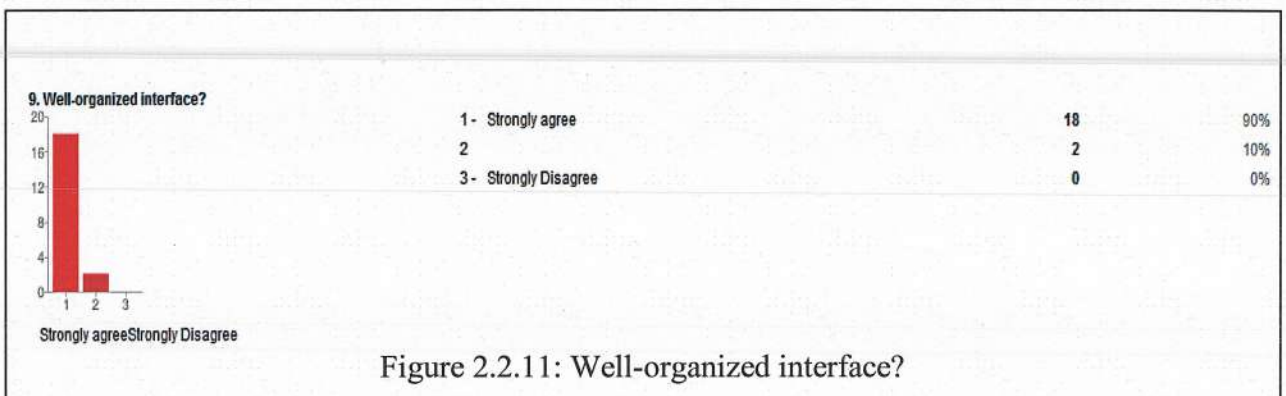 9. Well-organized interface?
20
16
12
8
4
0
1 2 3
Strongly agreeStrongly Disagree
1 - Strongly agree 18 90%
2 2 10%
3 - Strongly Disagree 0 0%
Figure 2.2.11: Well-organized interface?